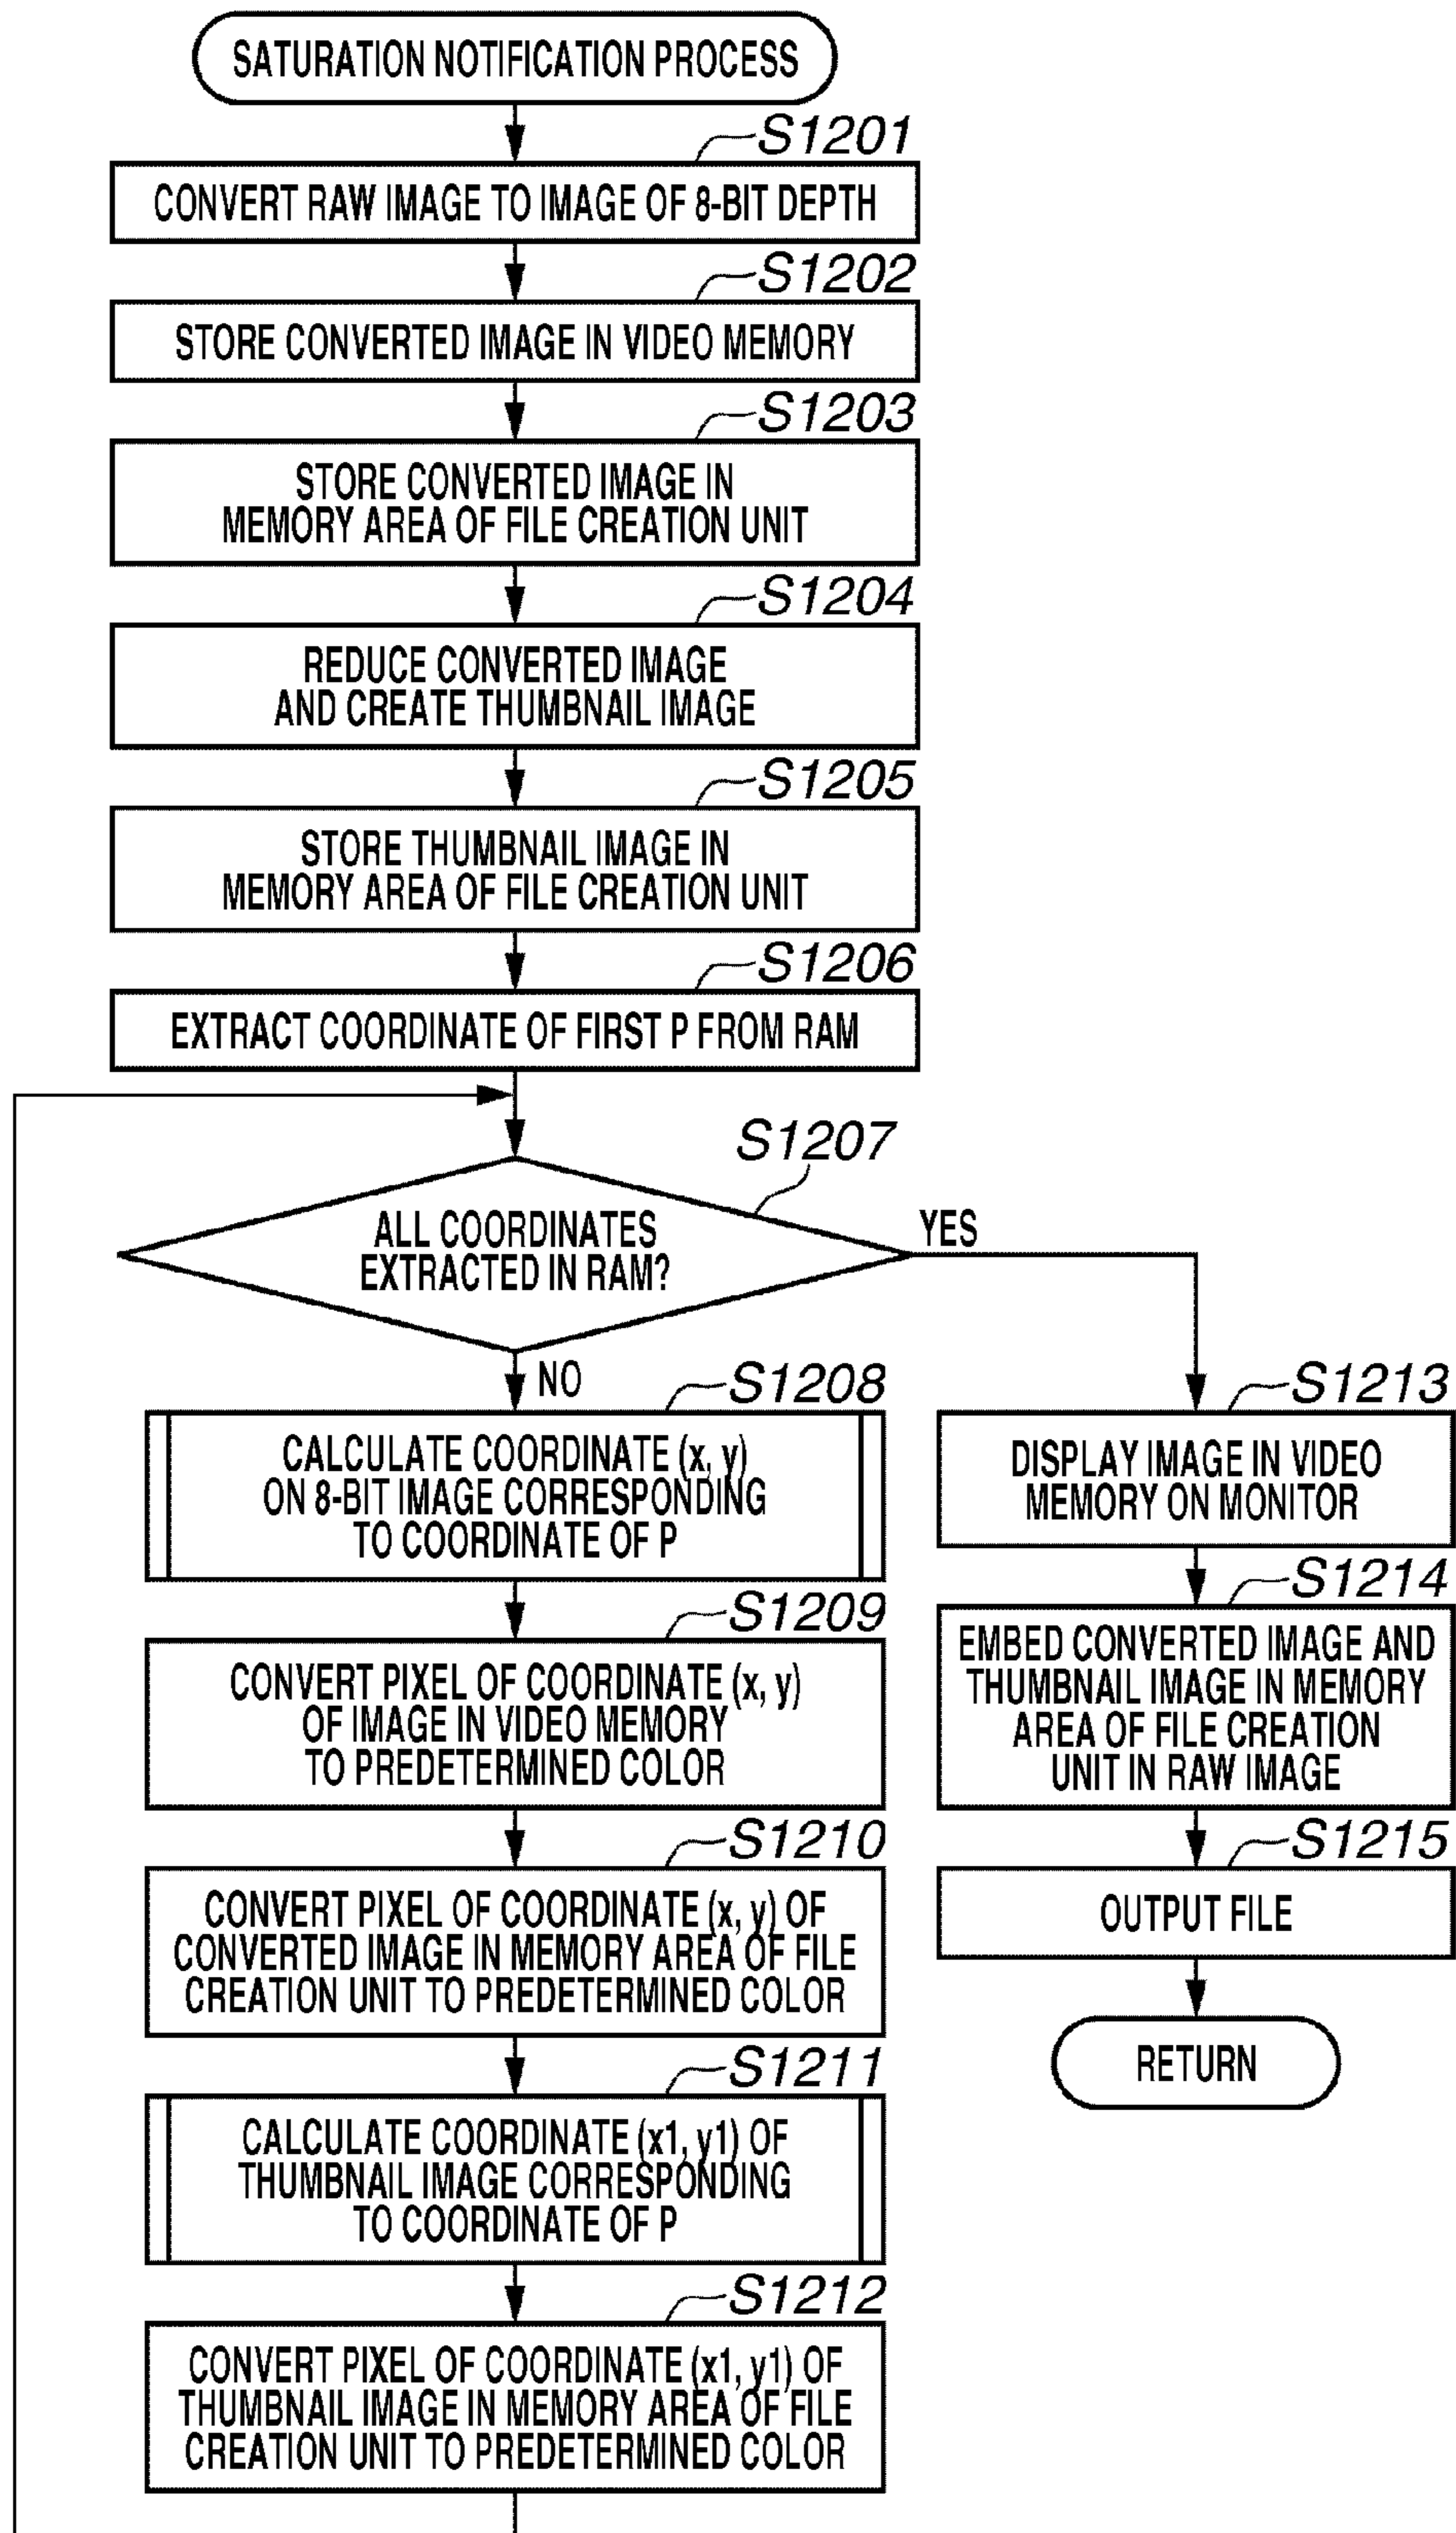 SATURATION NOTIFICATION PROCESS
S1201
CONVERT RAW IMAGE TO IMAGE OF 8-BIT DEPTH
S1202
STORE CONVERTED IMAGE IN VIDEO MEMORY
S1203
STORE CONVERTED IMAGE IN
MEMORY AREA OF FILE CREATION UNIT
S1204
REDUCE CONVERTED IMAGE
AND CREATE THUMBNAIL IMAGE
S1205
STORE THUMBNAIL IMAGE IN
MEMORY AREA OF FILE CREATION UNIT
S1206
EXTRACT COORDINATE OF FIRST P FROM RAM
S1207
ALL COORDINATES
EXTRACTED IN RAM?
YES
NO
S1208
CALCULATE COORDINATE (x, y)
ON 8-BIT IMAGE CORRESPONDING
TO COORDINATE OF P
S1209
CONVERT PIXEL OF COORDINATE (x, y)
OF IMAGE IN VIDEO MEMORY
TO PREDETERMINED COLOR
S1210
CONVERT PIXEL OF COORDINATE (x, y) OF
CONVERTED IMAGE IN MEMORY AREA OF FILE
CREATION UNIT TO PREDETERMINED COLOR
S1211
CALCULATE COORDINATE (x1, y1) OF
THUMBNAIL IMAGE CORRESPONDING
TO COORDINATE OF P
S1212
CONVERT PIXEL OF COORDINATE (x1, y1) OF
THUMBNAIL IMAGE IN MEMORY AREA OF FILE
CREATION UNIT TO PREDETERMINED COLOR
S1213
DISPLAY IMAGE IN VIDEO
MEMORY ON MONITOR
S1214
EMBED CONVERTED IMAGE AND
THUMBNAIL IMAGE IN MEMORY
AREA OF FILE CREATION
UNIT IN RAW IMAGE
S1215
OUTPUT FILE
RETURN